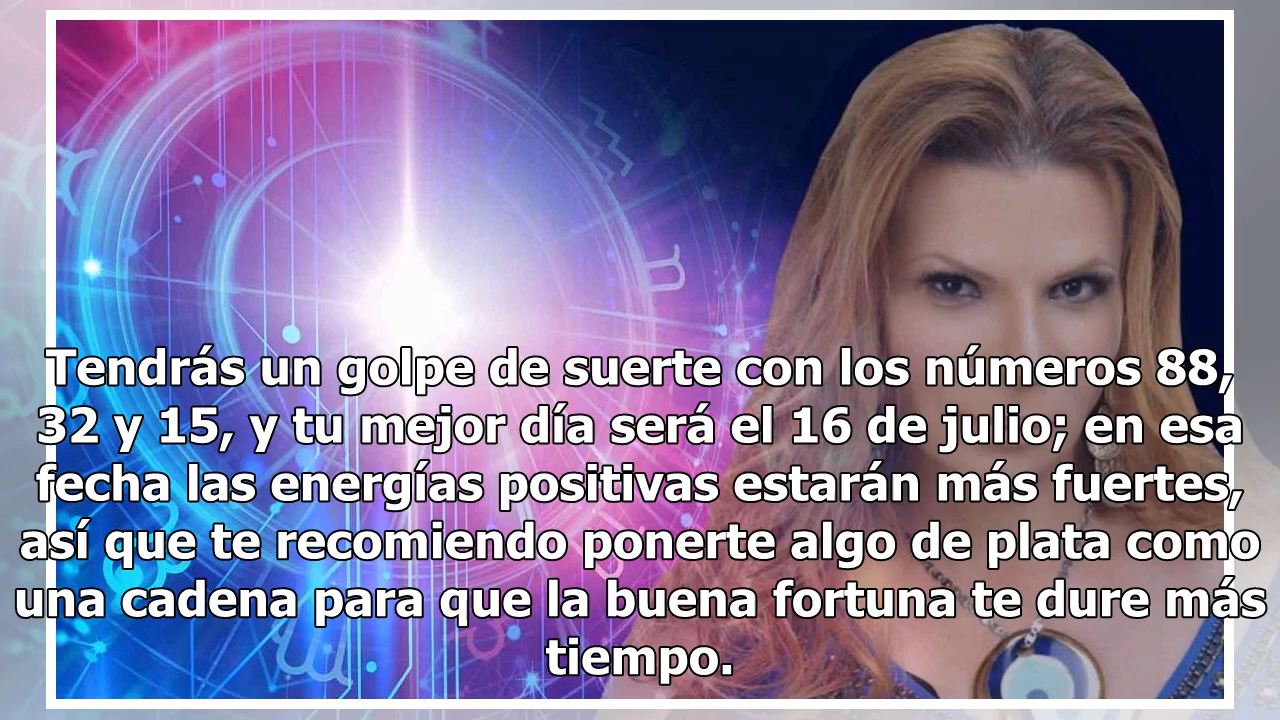 Tendrás un golpe de suerte con los números 88,
32 y 15, y tu mejor día será el 16 de julio; en esa
fecha las energías positivas estarán más fuertes,
así que te recomiendo ponerte algo de plata como
una cadena para que la buena fortuna te dure más
tiempo.